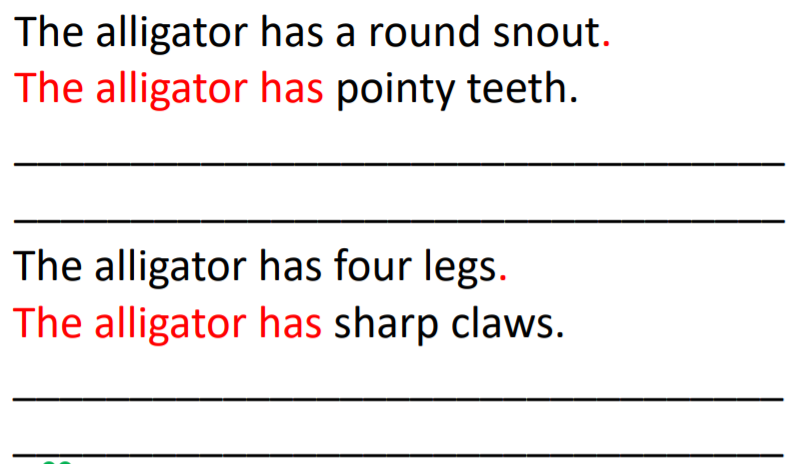 The alligator has a round snout.
The alligator has pointy teeth.
The alligator has four legs.
The alligator has sharp claws.